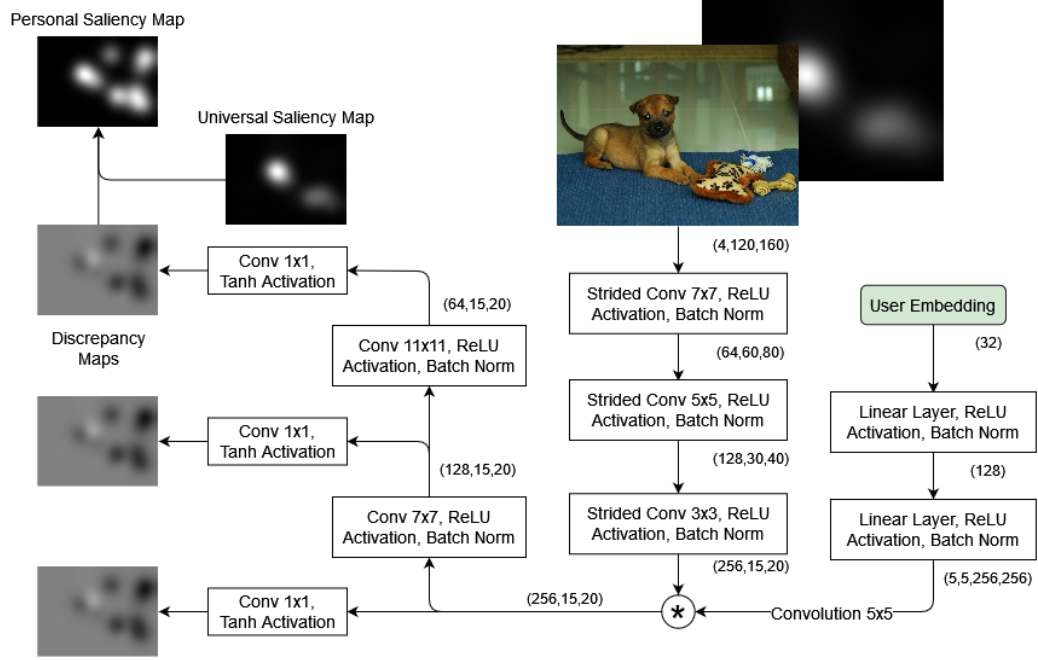 Personal Saliency Map
Universal Saliency Map
(4,120,160)
Conv 1x1,
Tanh Activation
Strided Conv 7x7, ReLU
Activation, Batch Norm
User Embedding
(64,15,20)
Discrepancy
Maps
Conv 11x11, ReLU
Activation, Batch Norm
(64,60,80)
(32)
Strided Conv 5x5, ReLU
Activation, Batch Norm
Linear Layer, ReLU
Activation, Batch Norm
Conv 1x1,
Tanh Activation
(128,15,20)
(128,30,40)
(128)
Conv 7x7, ReLU
Activation, Batch Norm
Strided Conv 3x3, ReLU
Activation, Batch Norm
Linear Layer, ReLU
Activation, Batch Norm
(256,15,20)
(5,5,256,256)
Conv 1x1,
Tanh Activation
(256,15,20)
*
Convolution 5x5